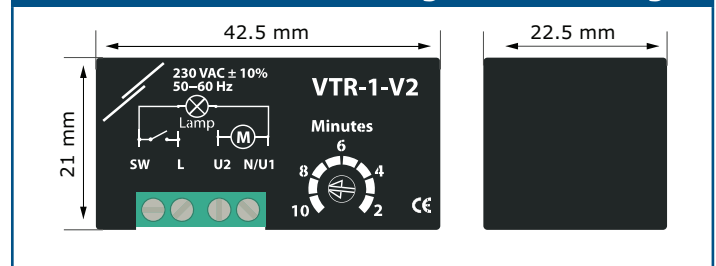 42.5 mm
22.5 mm
21 mm
230 VAC ± 10%
50–60 Hz
VTR-1-V2
Lamp
M
SW L U2 N/U1
Minutes
6
8 4
10 2
CE